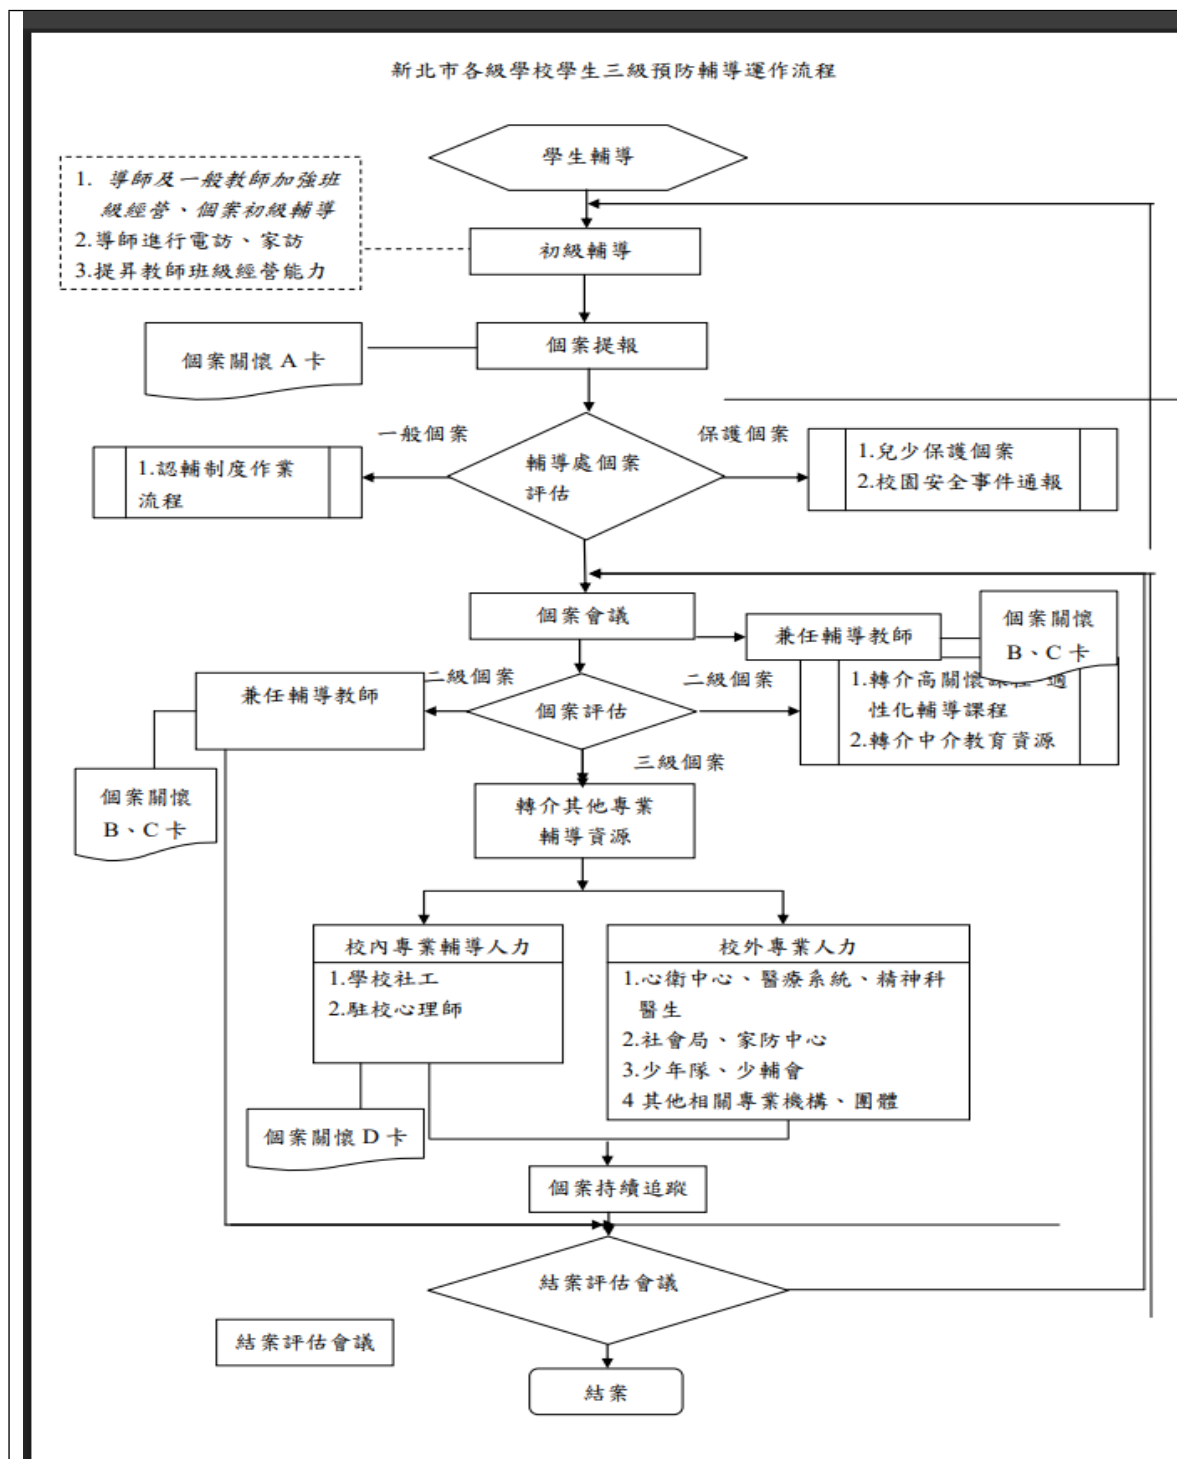 新北市各級學校學生三級預防輔導運作流程
學生輔導
1. 導師及一般教師加強班
級經營、個案初級輔導
2.導師進行電訪、家訪
3.提昇教師班級經營能力
初級輔導
個案提報
個案關懷 A 卡
一般個案
保護個案
輔導處個案
評估
1.認輔制度作業
流程
1.兒少保護個案
2.校園安全事件通報
個案會議
兼任輔導教師
個案關懷
B、C 卡
二級個案
二級個案
兼任輔導教師
個案評估
1.轉介高關懷課程 適
性化輔導課程
2.轉介中介教育資源
個案關懷
B、C 卡
三級個案
轉介其他專業
輔導資源
校內專業輔導人力
1.學校社工
2.駐校心理師
校外專業人力
1.心衛中心、醫療系統、精神科
醫生
2.社會局、家防中心
3.少年隊、少輔會
4 其他相關專業機構、團體
個案關懷 D 卡
個案持續追蹤
結案評估會議
結案評估會議
結案